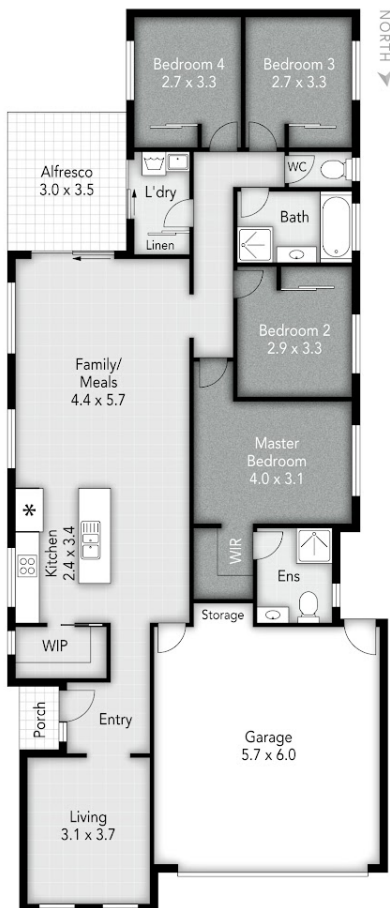 NORTH
Bedroom 4
2.7 x 3.3
Bedroom 3
2.7 x 3.3
Alfresco
3.0 x 3.5
L'dry
Linen
WC
Bath
Bedroom 2
2.9 x 3.3
Family/
Meals
4.4 x 5.7
Master
Bedroom
4.0 x 3.1
Kitchen
2.4 x 3.4
WIR
Ens
Storage
WIP
Porch
Entry
Garage
5.7 x 6.0
Living
3.1 x 3.7